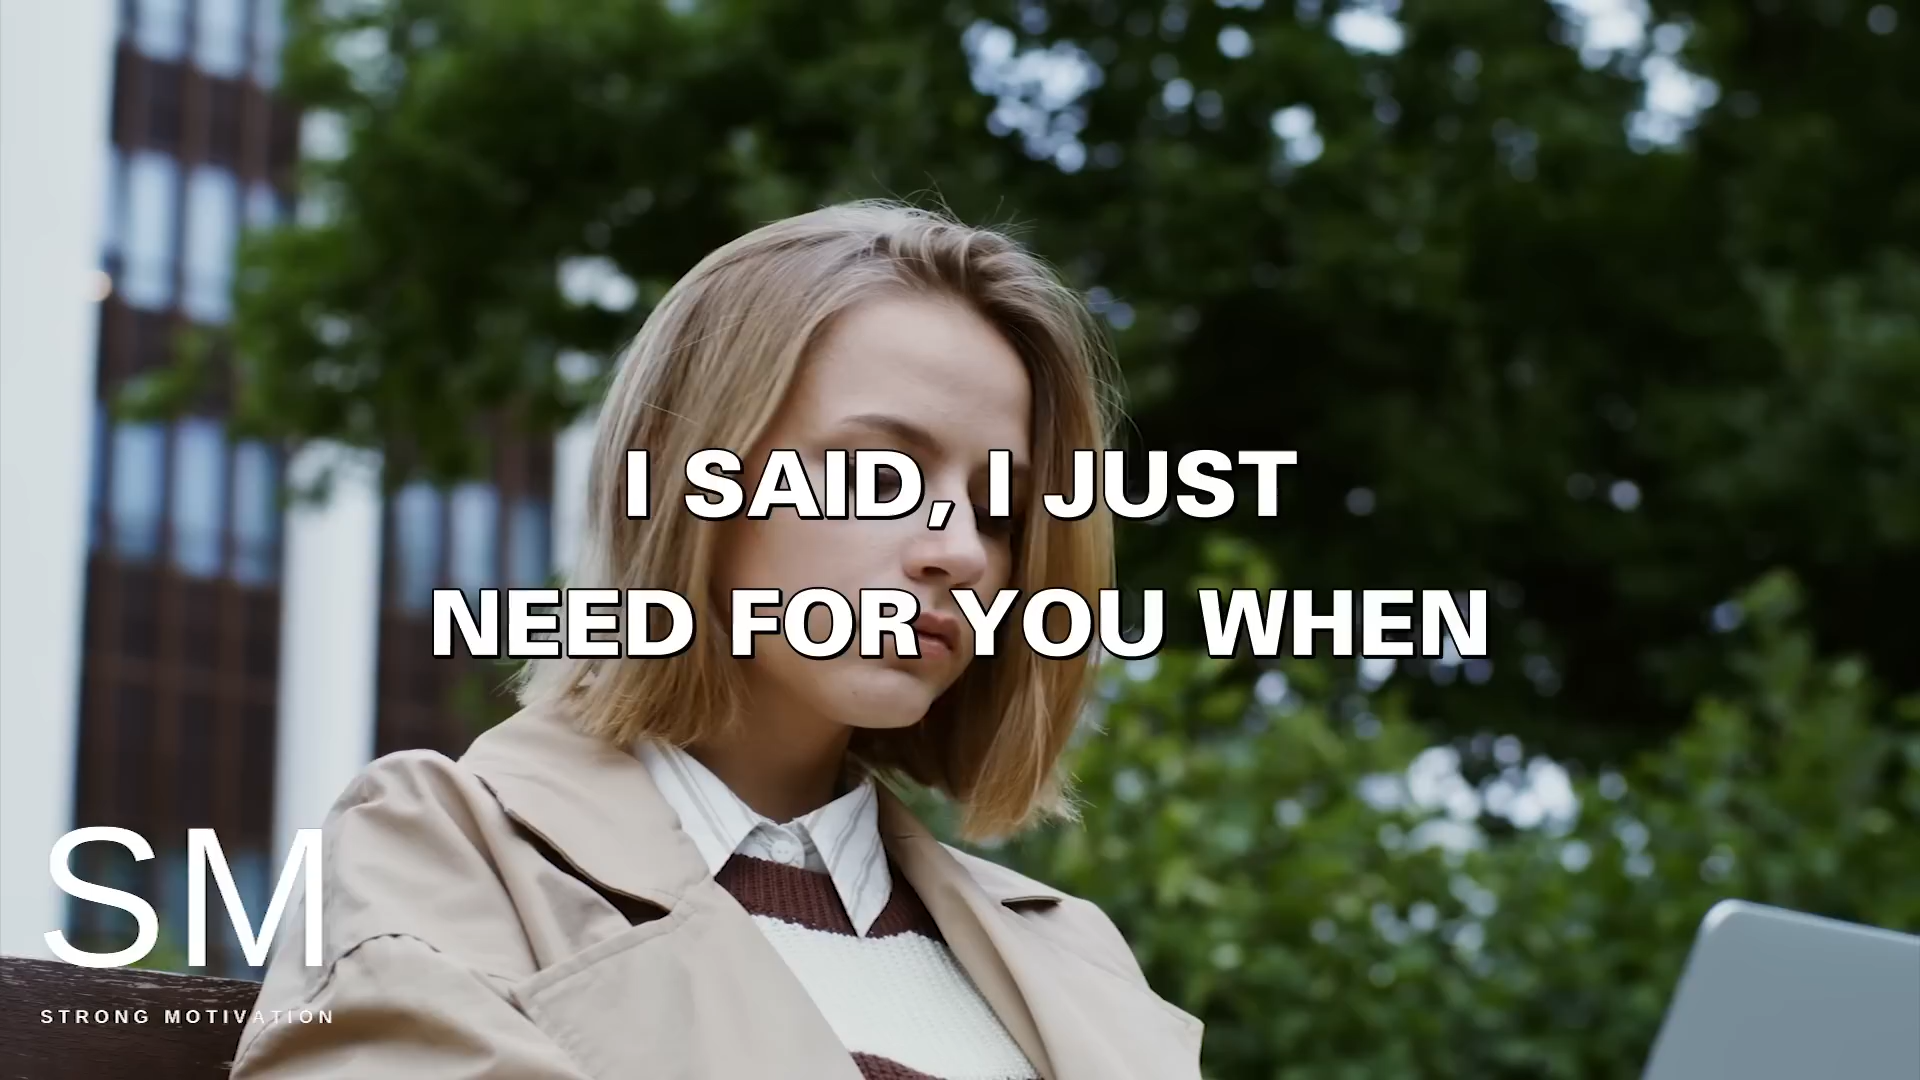 I SAID, I JUST
NEED FOR YOU WHEN
SM
STRONG MOTIVATION